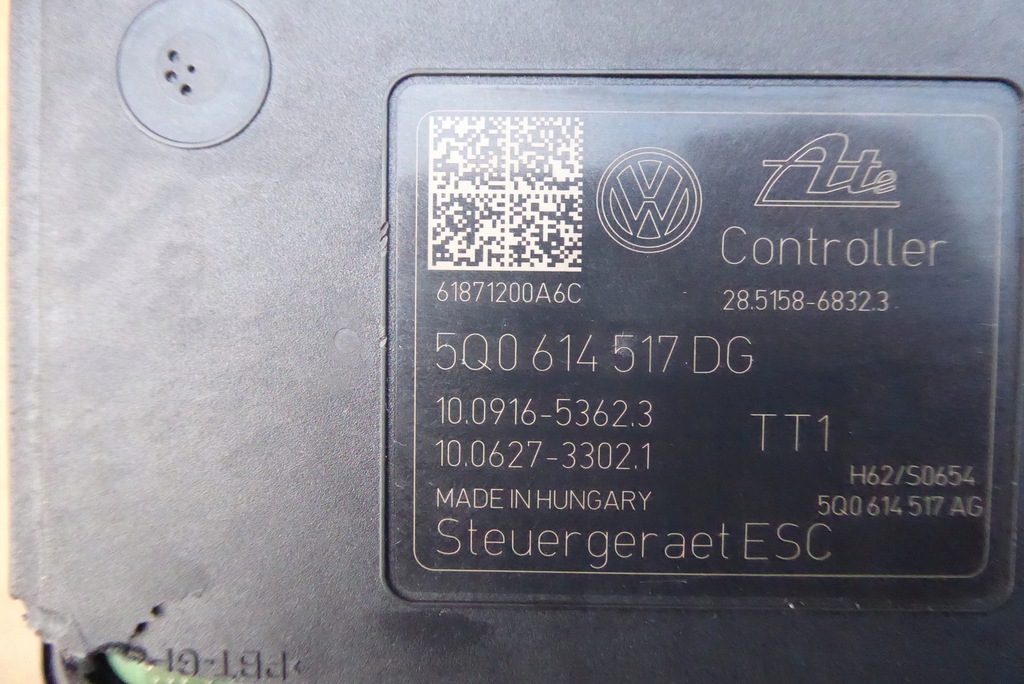 Ate
Controller
61871200A6C
28.5158-6832.3
5Q0 614 517 DG
10.0916-5362.3
10.0627-3302.1
TT1
H62/S0654
MADE IN HUNGARY
5Q0 614 517 AG
Steuergeraet ESC